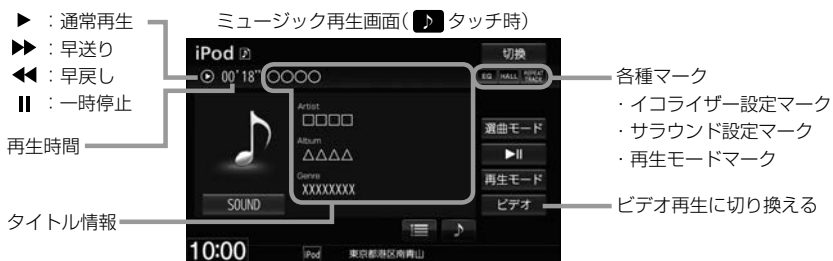 ▶ :通常再生
▶▶ :早送り
◀◀ :早戻し
II :一時停止
再生時間
タイトル情報
ミュージック再生画面( ♪ タッチ時)
iPod ♪
切換
00'18" ○○○○
EQ HALL REPEAT TRACK
Artist
□□□□
Album
△△△△
Genre
XXXXXXXX
SOUND
選曲モード
▶II
再生モード
ビデオ
10:00
iPod
東京都港区南青山
各種マーク
・イコライザー設定マーク
・サラウンド設定マーク
・再生モードマーク
ビデオ再生に切り換える